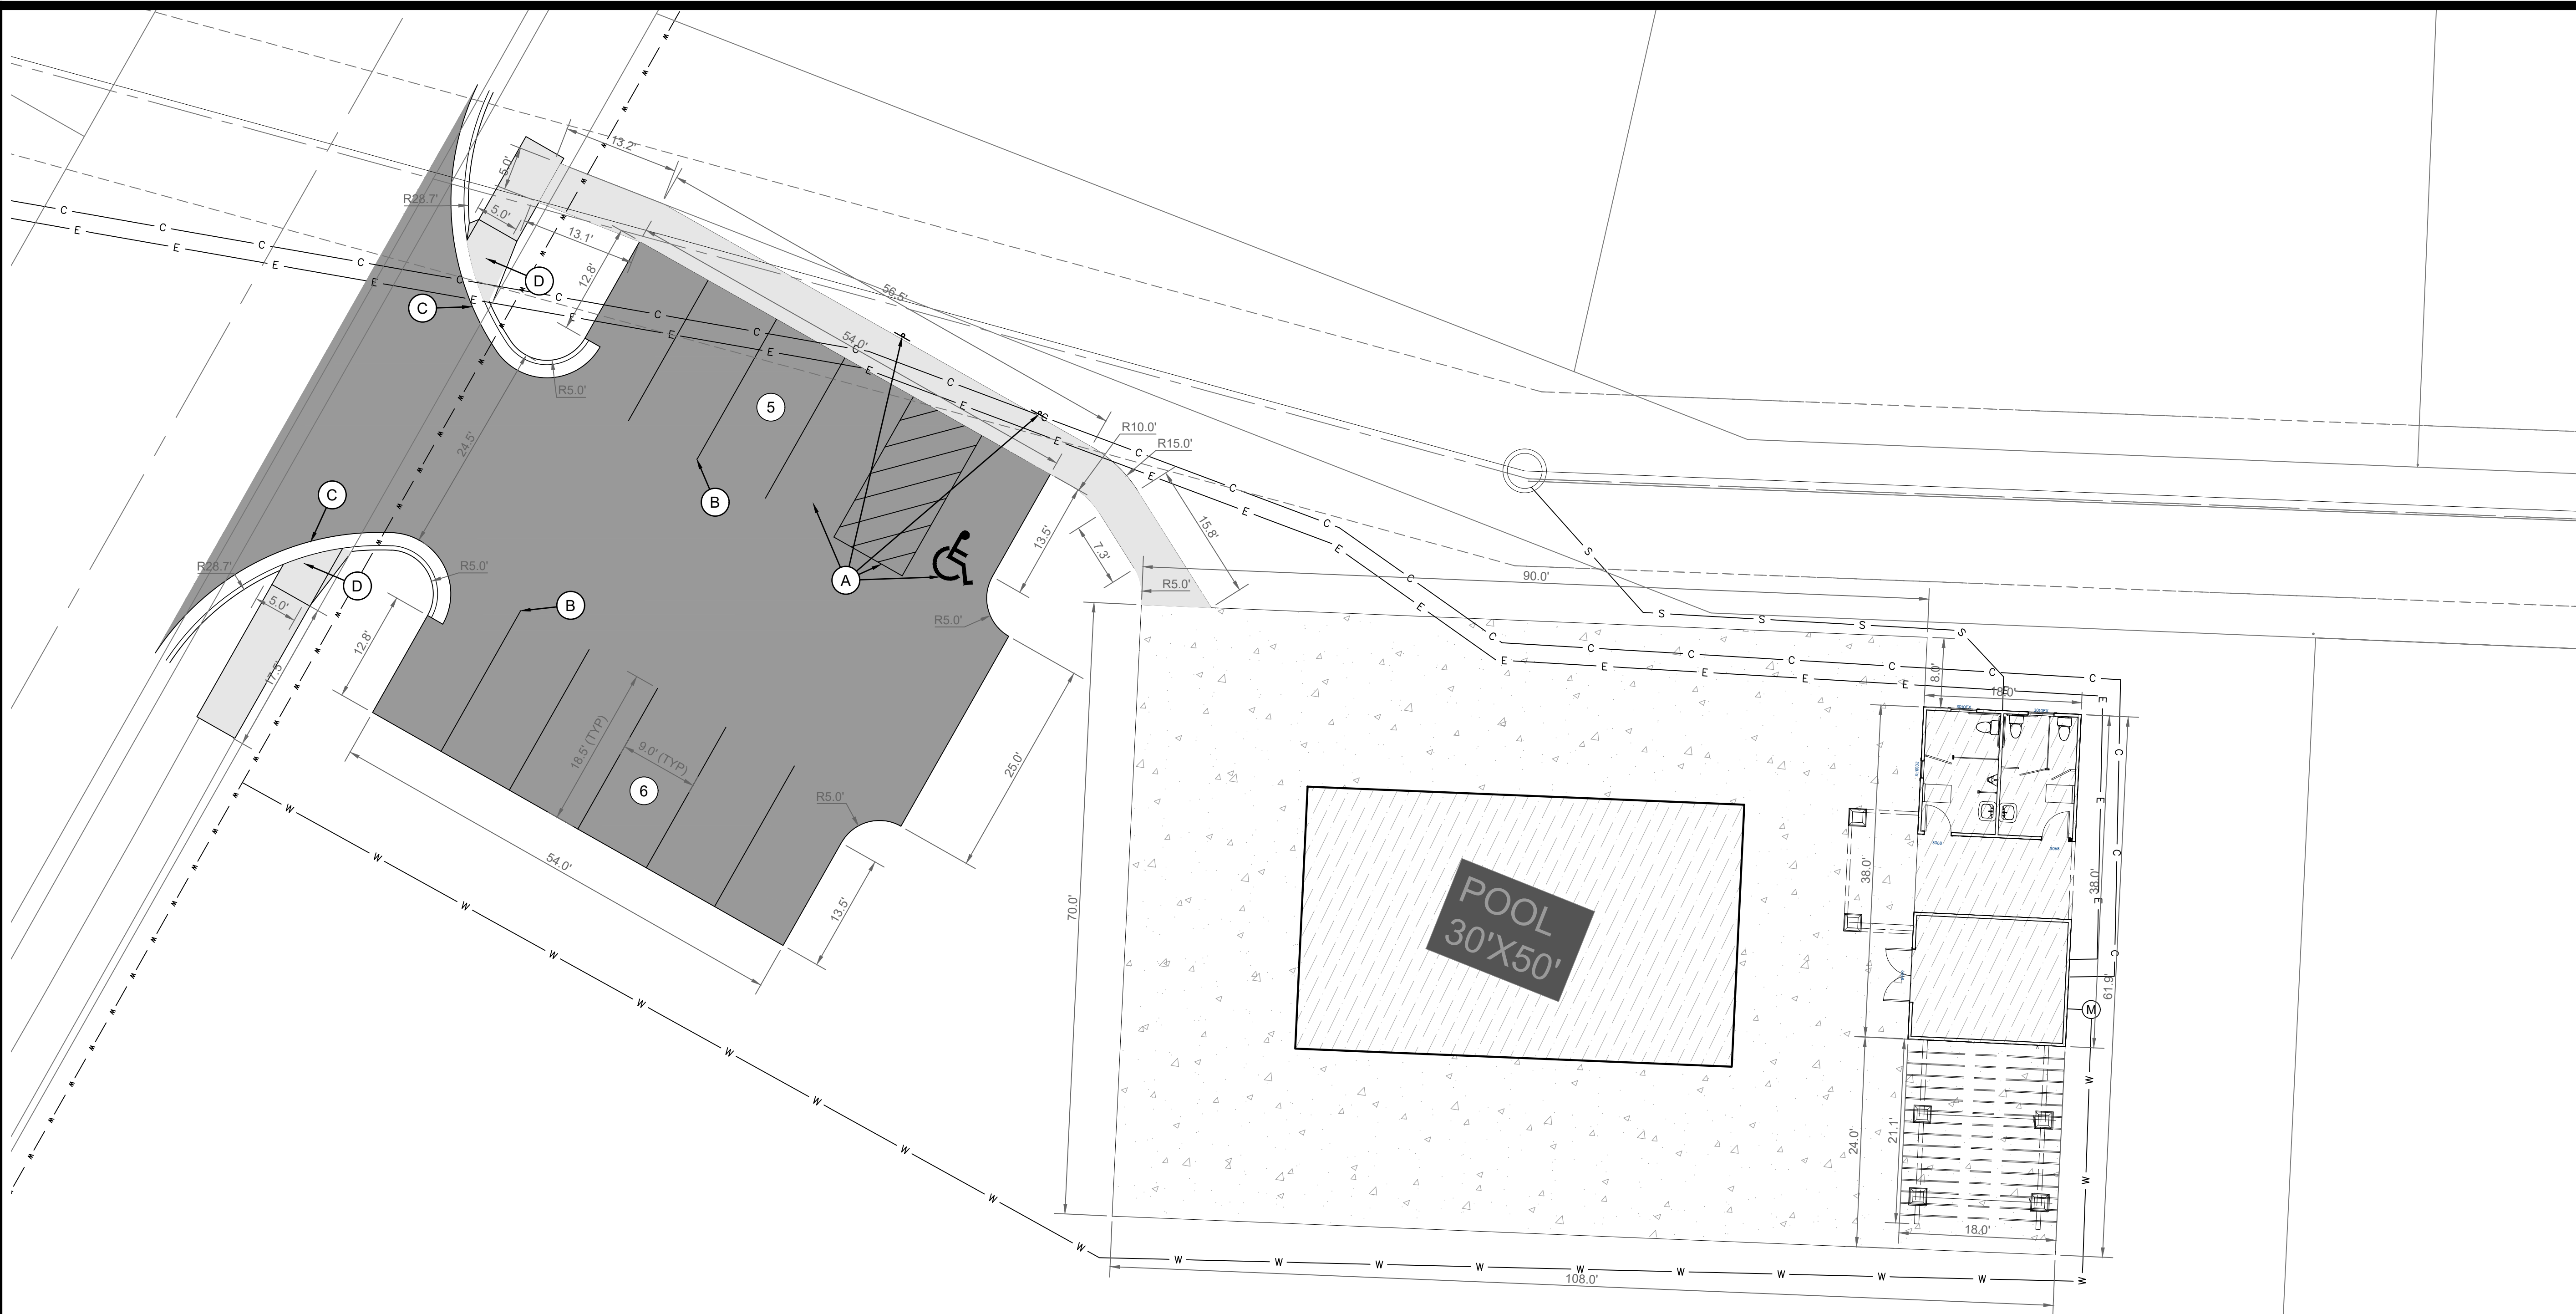 13.2'
5.0'
R28.7'
5.0'
13.1'
12.8'
D
C
56.5'
54.0'
R5.0'
5
24.5'
B
R10.0'
R15.0'
C
13.5'
15.8'
7.3'
R5.0'
90.0'
A
R28.7'
D
R5.0'
5.0'
B
R5.0'
12.8'
17.5'
18.5' (TYP)
9.0' (TYP)
6
25.0'
R5.0'
54.0'
13.5'
8.0'
18.0'
70.0'
38.0'
38.0'
POOL
30'X50'
61.9'
M
24.0'
21.1'
18.0'
108.0'
C C C C C C C C C C C C C C C C C C C C C C C
E E E E E E E E E E E E E E E E E E E E E
S S S S S
W W W W W W W W W W W W W W W W W W W W W W